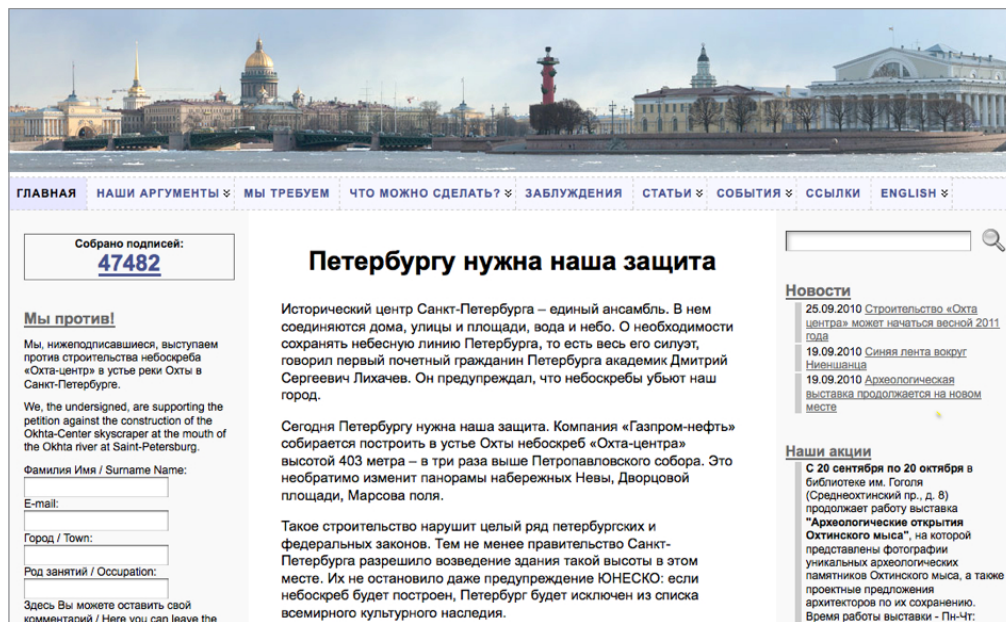 ГЛАВНАЯ
НАШИ АРГУМЕНТЫ
МЫ ТРЕБУЕМ
ЧТО МОЖНО СДЕЛАТЬ?
ЗАБЛУЖДЕНИЯ
СТАТЬИ
СОБЫТИЯ
ССЫЛКИ
ENGLISH
Собрано подписей:
47482
Мы против!
Мы, нижеподписавшиеся, выступаем
против строительства небоскреба
«Охта-центр» в устье реки Охты в
Санкт-Петербурге.
We, the undersigned, are supporting the
petition against the construction of the
Okhta-Center skyscraper at the mouth of
the Okhta river at Saint-Petersburg.
Фамилия Имя / Surname Name:
E-mail:
Город / Town:
Род занятий / Occupation:
Здесь Вы можете оставить свой
комментарий / Here you can leave the
Петербургу нужна наша защита
Исторический центр Санкт-Петербурга – единый ансамбль. В нем
соединяются дома, улицы и площади, вода и небо. О необходимости
сохранять небесную линию Петербурга, то есть весь его силуэт,
говорил первый почетный гражданин Петербурга академик Дмитрий
Сергеевич Лихачев. Он предупреждал, что небоскребы убьют наш
город.
Сегодня Петербургу нужна наша защита. Компания «Газпром-нефть»
собирается построить в устье Охты небоскреб «Охта-центра»
высотой 403 метра – в три раза выше Петропавловского собора. Это
необратимо изменит панорамы набережных Невы, Дворцовой
площади, Марсова поля.
Такое строительство нарушит целый ряд петербургских и
федеральных законов. Тем не менее правительство Санкт-
Петербурга разрешило возведение здания такой высоты в этом
месте. Их не остановило даже предупреждение ЮНЕСКО: если
небоскреб будет построен, Петербург будет исключен из списка
всемирного культурного наследия.
Новости
25.09.2010 Строительство «Охта
центра» может начаться весной 2011
года
19.09.2010 Синяя лента вокруг
Ниеншанца
19.09.2010 Археологическая
выставка продолжается на новом
месте
Наши акции
С 20 сентября по 20 октября в
библиотеке им. Гоголя
(Среднеохтинский пр., д. 8)
продолжает работу выставка
"Археологические открытия
Охтинского мыса", на которой
представлены фотографии
уникальных археологических
памятников Охтинского мыса, а также
проектные предложения
архитекторов по их сохранению.
Время работы выставки - Пн-Чт: